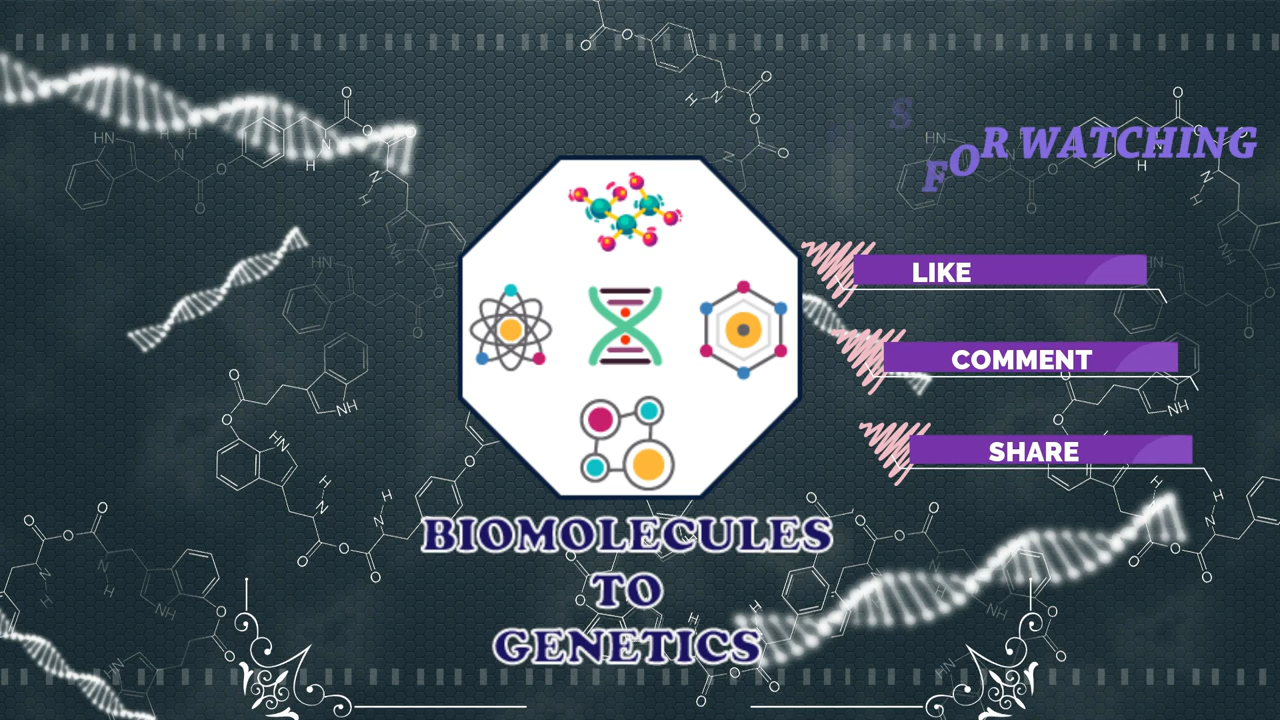 S
FOR WATCHING
LIKE
COMMENT
SHARE
BIOMOLECULES
TO
GENETICS